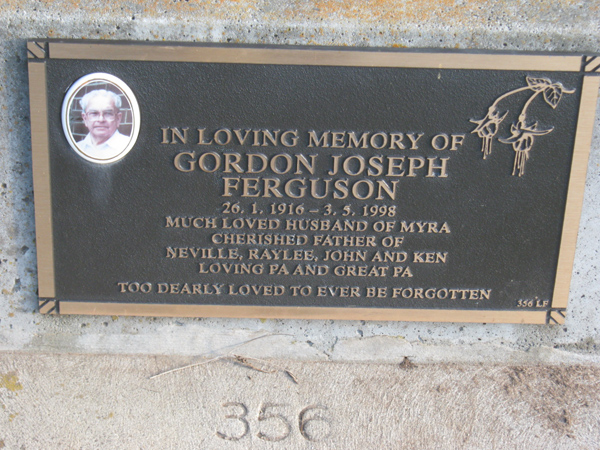 IN LOVING MEMORY OF
GORDON JOSEPH
FERGUSON
26. 1. 1916 – 3. 5. 1998
MUCH LOVED HUSBAND OF MYRA
CHERISHED FATHER OF
NEVILLE, RAYLEE, JOHN AND KEN
LOVING PA AND GREAT PA
TOO DEARLY LOVED TO EVER BE FORGOTTEN
356 LF
356